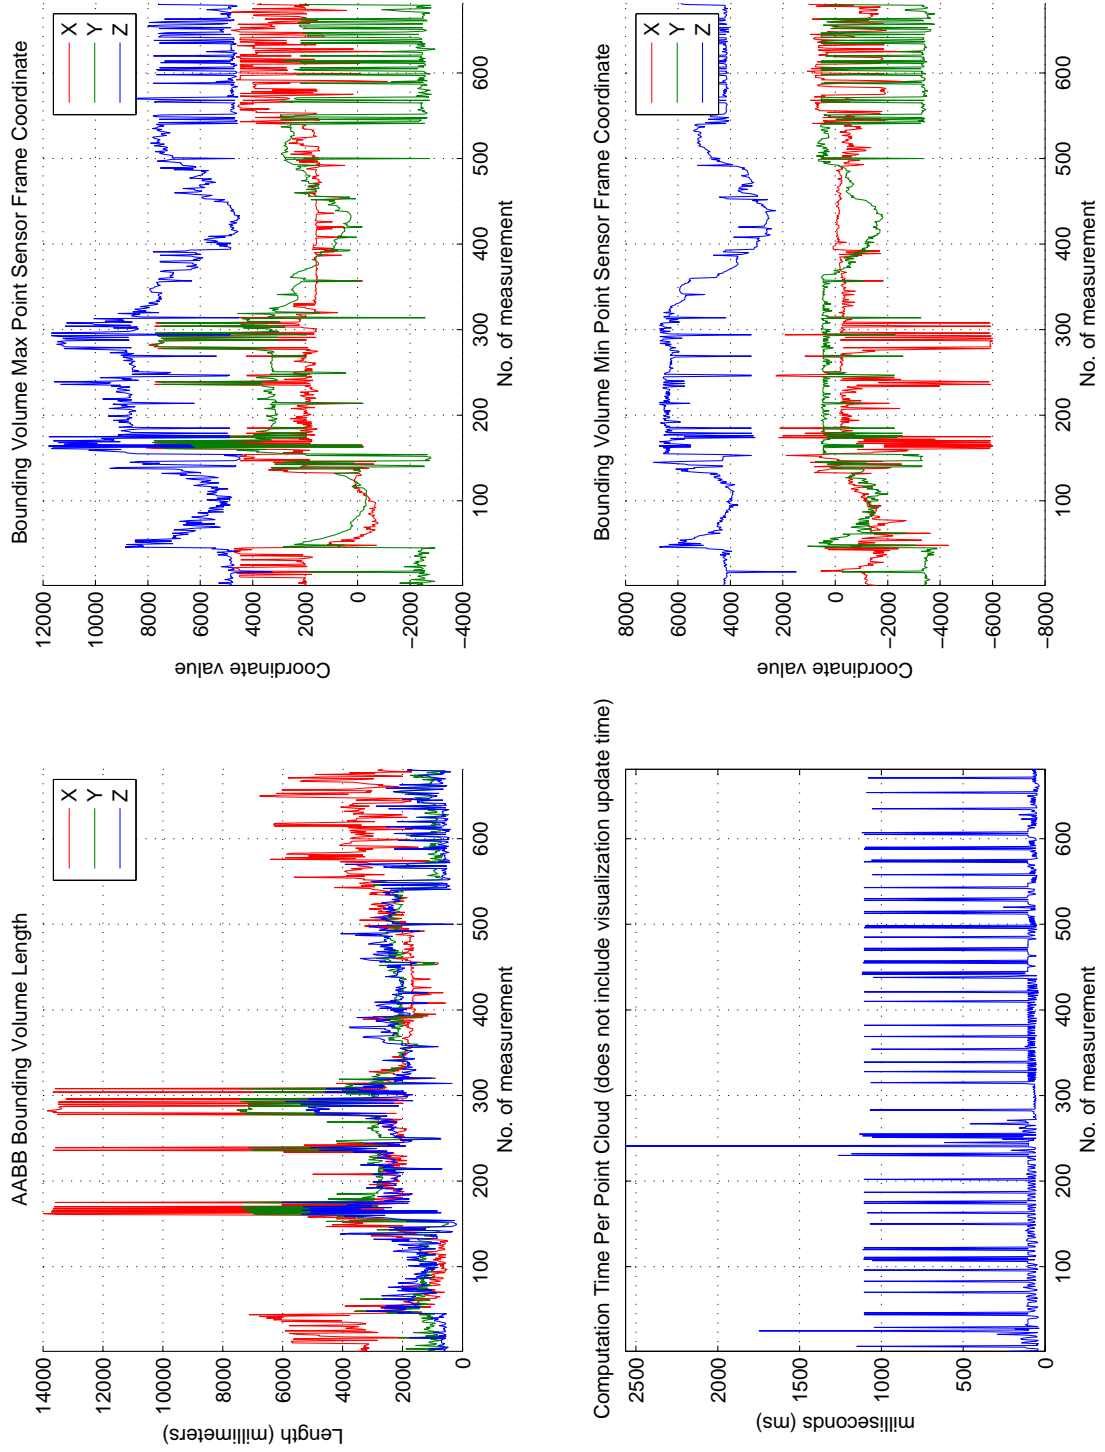 AABB Bounding Volume Length
14000
12000
10000
8000
6000
4000
2000
0
Length (millimeters)
100
200
300
400
500
600
No. of measurement
X
Y
Z
Bounding Volume Max Point Sensor Frame Coordinate
12000
10000
8000
6000
4000
2000
0
−2000
−4000
Coordinate value
100
200
300
400
500
600
No. of measurement
X
Y
Z
Computation Time Per Point Cloud (does not include visualization update time)
2500
2000
1500
1000
500
0
milliseconds (ms)
100
200
300
400
500
600
No. of measurement
Bounding Volume Min Point Sensor Frame Coordinate
8000
6000
4000
2000
0
−2000
−4000
−6000
−8000
Coordinate value
100
200
300
400
500
600
No. of measurement
X
Y
Z